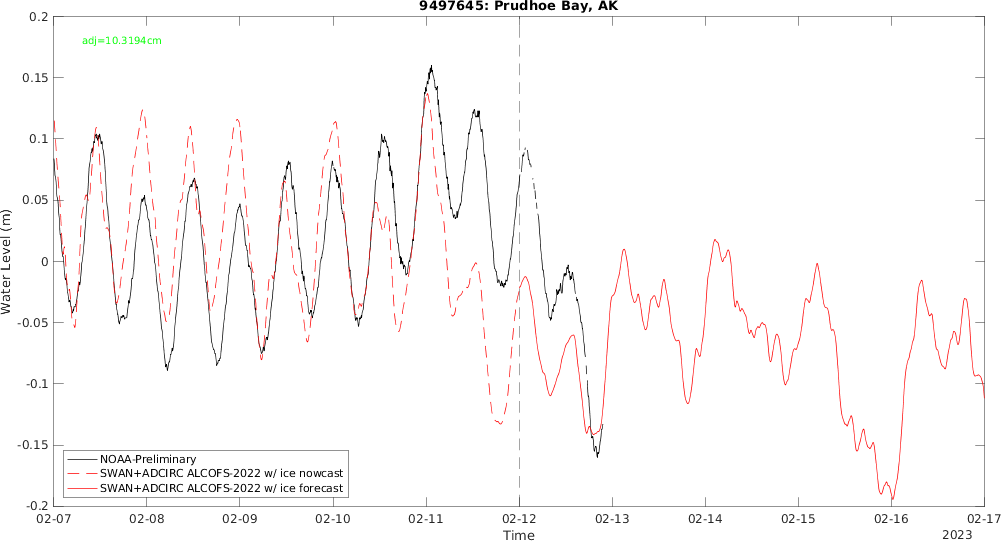 9497645: Prudhoe Bay, AK
adj=10.3194cm
0.2
0.15
0.1
0.05
0
-0.05
-0.1
-0.15
-0.2
Water Level (m)
NOAA-Preliminary
SWAN+ADCIRC ALCOFS-2022 w/ ice nowcast
SWAN+ADCIRC ALCOFS-2022 w/ ice forecast
02-07 02-08 02-09 02-10 02-11 02-12 02-13 02-14 02-15 02-16 02-17
Time
2023